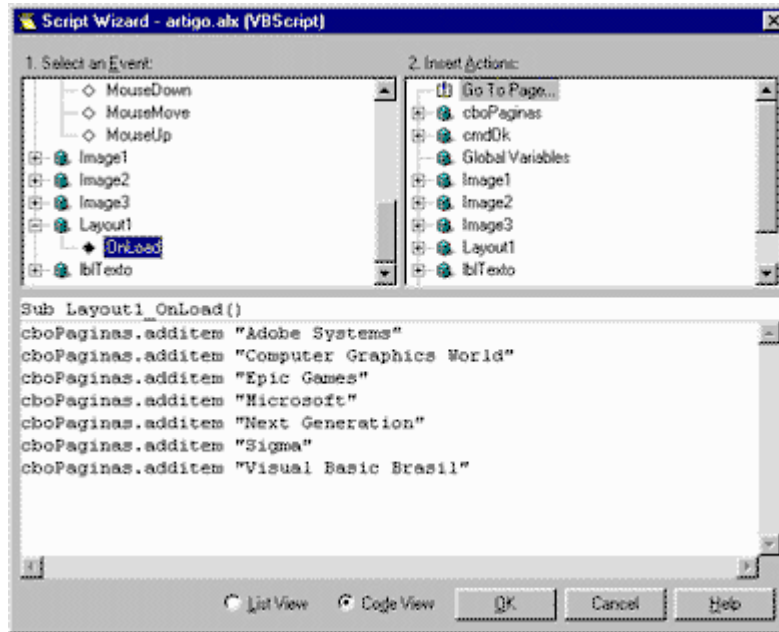 Script Wizard - artigo.alx (VBScript)
1. Select an Event:
MouseDown
MouseMove
MouseUp
Image1
Image2
Image3
Layout1
OnLoad
lblTexto
2. Insert Actions:
Go To Page...
cboPaginas
cmdOk
Global Variables
Image1
Image2
Image3
Layout1
lblTexto
Sub Layout1_OnLoad()
cboPaginas.additem "Adobe Systems"
cboPaginas.additem "Computer Graphics World"
cboPaginas.additem "Epic Games"
cboPaginas.additem "Microsoft"
cboPaginas.additem "Next Generation"
cboPaginas.additem "Sigma"
cboPaginas.additem "Visual Basic Brasil"
List View Code View OK Cancel Help